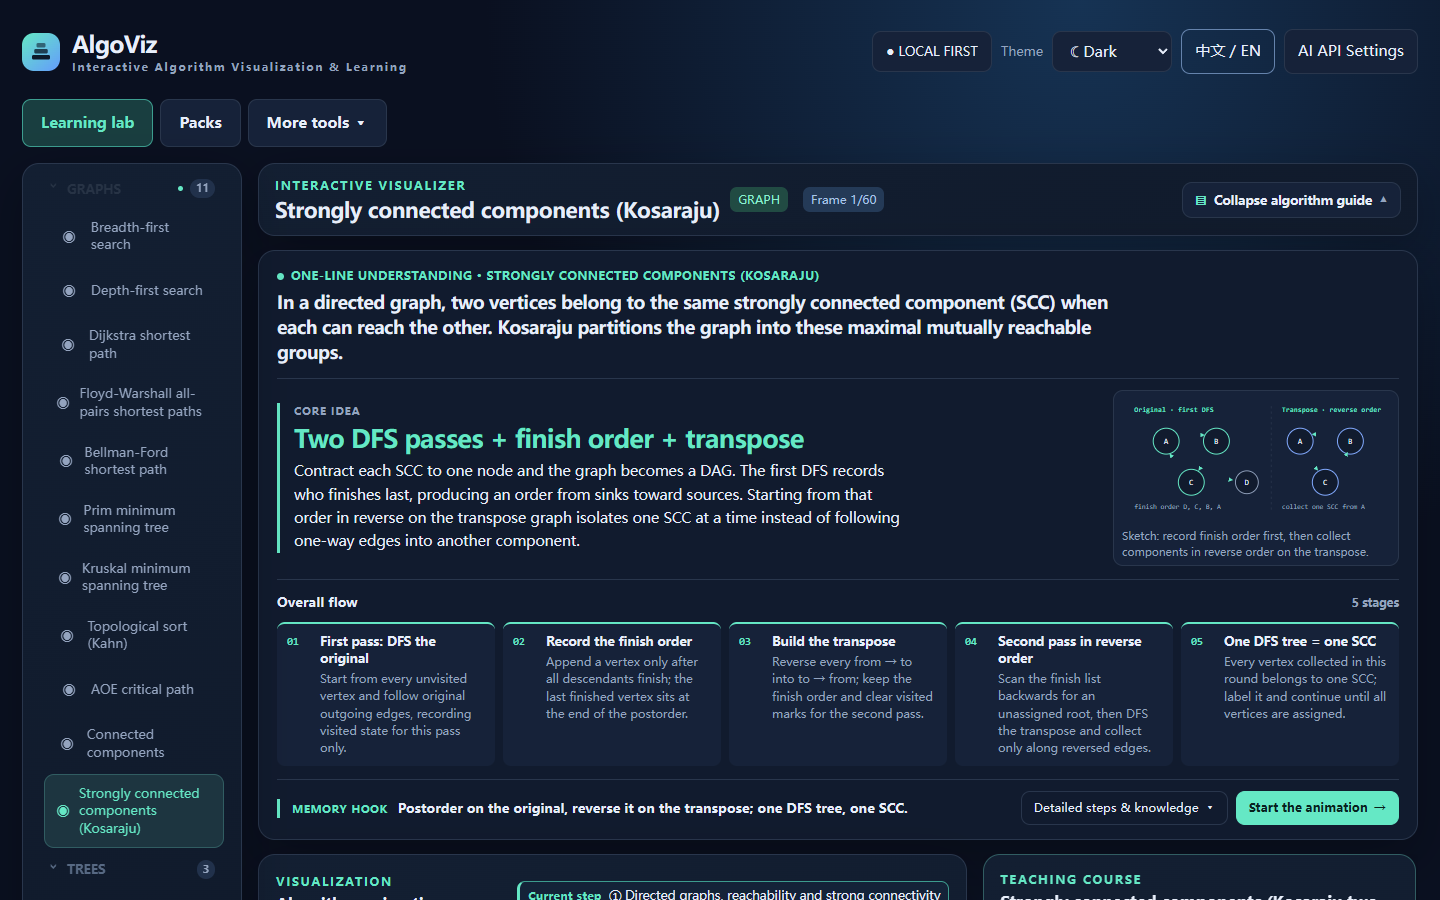 AlgoViz
Interactive Algorithm Visualization & Learning
● LOCAL FIRST
Theme
☾ Dark
中文 / EN
AI API Settings
Learning lab
Packs
More tools
GRAPHS
11
Breadth-first
search
Depth-first search
Dijkstra shortest
path
Floyd-Warshall all-
pairs shortest paths
Bellman-Ford
shortest path
Prim minimum
spanning tree
Kruskal minimum
spanning tree
Topological sort
(Kahn)
AOE critical path
Connected
components
Strongly connected
components
(Kosaraju)
TREES
3
INTERACTIVE VISUALIZER
Strongly connected components (Kosaraju)
GRAPH
Frame 1/60
Collapse algorithm guide
ONE-LINE UNDERSTANDING • STRONGLY CONNECTED COMPONENTS (KOSARAJU)
In a directed graph, two vertices belong to the same strongly connected component (SCC) when
each can reach the other. Kosaraju partitions the graph into these maximal mutually reachable
groups.
CORE IDEA
Two DFS passes + finish order + transpose
Contract each SCC to one node and the graph becomes a DAG. The first DFS records
who finishes last, producing an order from sinks toward sources. Starting from that
order in reverse on the transpose graph isolates one SCC at a time instead of following
one-way edges into another component.
Original · first DFS
A
B
C
D
finish order D, C, B, A
Transpose · reverse order
A
B
C
collect one SCC from A
Sketch: record finish order first, then collect
components in reverse order on the transpose.
Overall flow
5 stages
01
First pass: DFS the
original
Start from every unvisited
vertex and follow original
outgoing edges, recording
visited state for this pass
only.
02
Record the finish order
Append a vertex only after
all descendants finish; the
last finished vertex sits at
the end of the postorder.
03
Build the transpose
Reverse every from → to
into to → from; keep the
finish order and clear visited
marks for the second pass.
04
Second pass in reverse
order
Scan the finish list
backwards for an
unassigned root, then DFS
the transpose and collect
only along reversed edges.
05
One DFS tree = one SCC
Every vertex collected in this
round belongs to one SCC;
label it and continue until all
vertices are assigned.
MEMORY HOOK
Postorder on the original, reverse it on the transpose; one DFS tree, one SCC.
Detailed steps & knowledge
Start the animation →
VISUALIZATION
Current step ① Directed graphs, reachability and strong connectivity
TEACHING COURSE
Strongly connected components (Kosaraju two